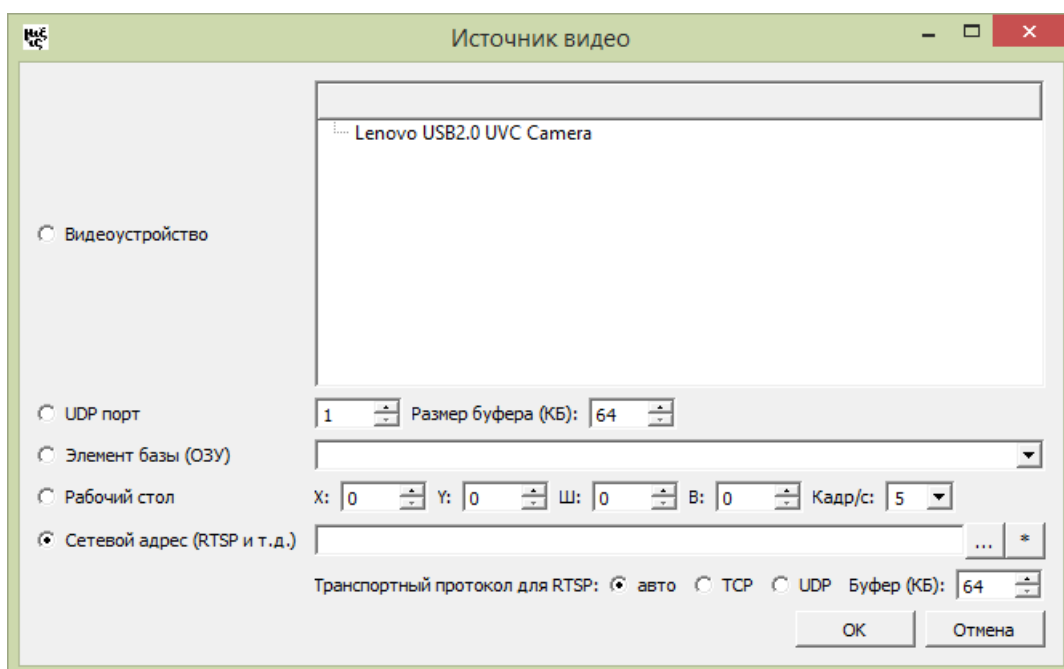 Источник видео
Lenovo USB2.0 UVC Camera
Видеоустройство
UDP порт 1 Размер буфера (КБ): 64
Элемент базы (ОЗУ)
Рабочий стол X: 0 Y: 0 Ш: 0 В: 0 Кадр/с: 5
Сетевой адрес (RTSP и т.д.) ... *
Транспортный протокол для RTSP: авто TCP UDP Буфер (КБ): 64
OK Отмена